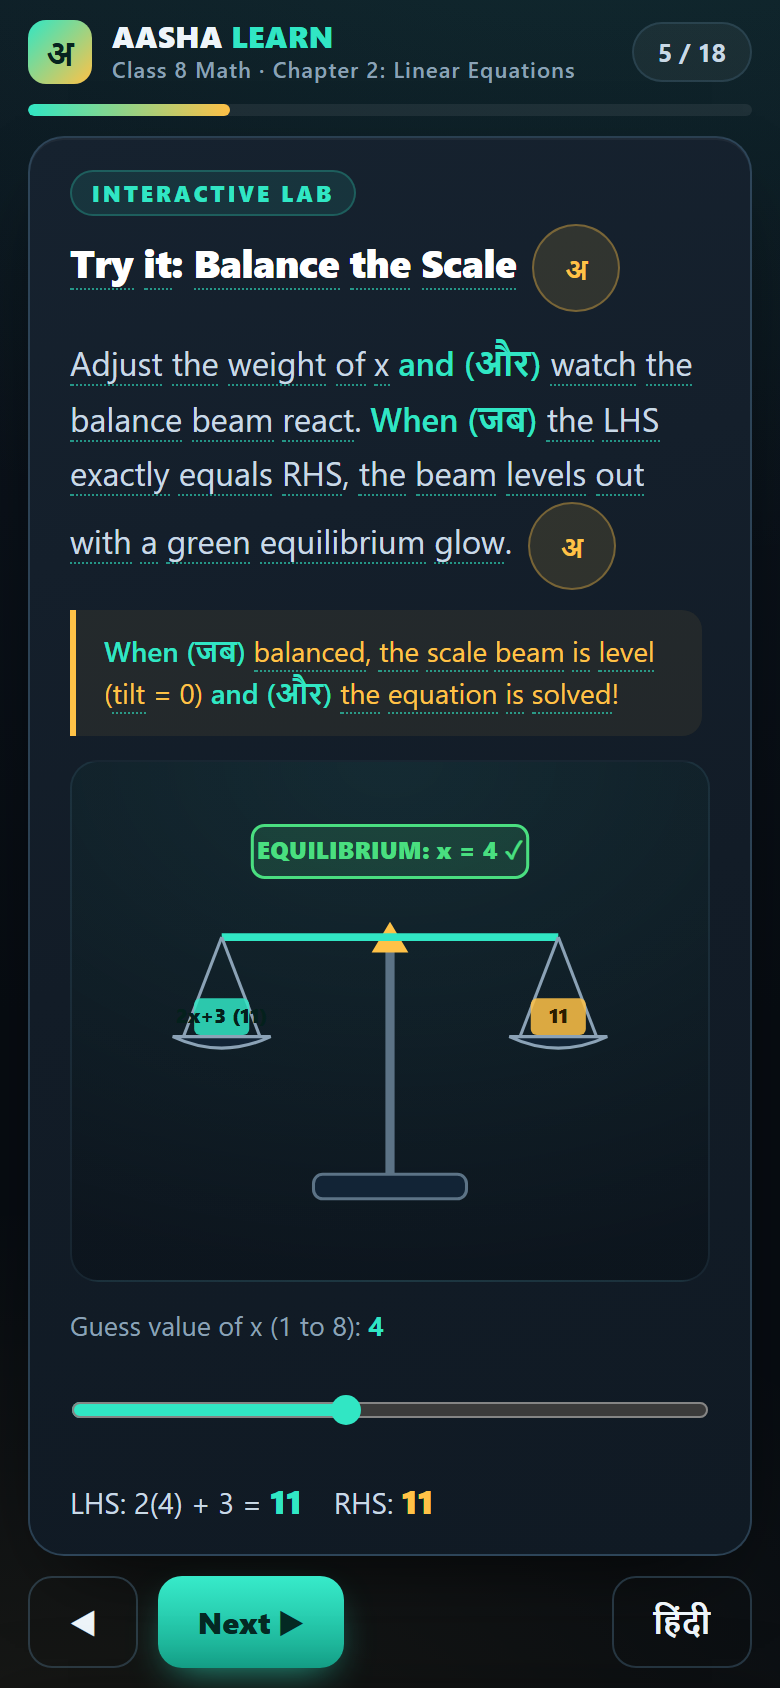 अ
AASHA LEARN
Class 8 Math · Chapter 2: Linear Equations
5 / 18
INTERACTIVE LAB
Try it: Balance the Scale अ
Adjust the weight of x and (और) watch the
balance beam react. When (जब) the LHS
exactly equals RHS, the beam levels out
with a green equilibrium glow. अ
When (जब) balanced, the scale beam is level
(tilt = 0) and (और) the equation is solved!
EQUILIBRIUM: x = 4 ✓
2x+3 (11) 11
Guess value of x (1 to 8): 4
LHS: 2(4) + 3 = 11 RHS: 11
◀ Next ▶ हिंदी